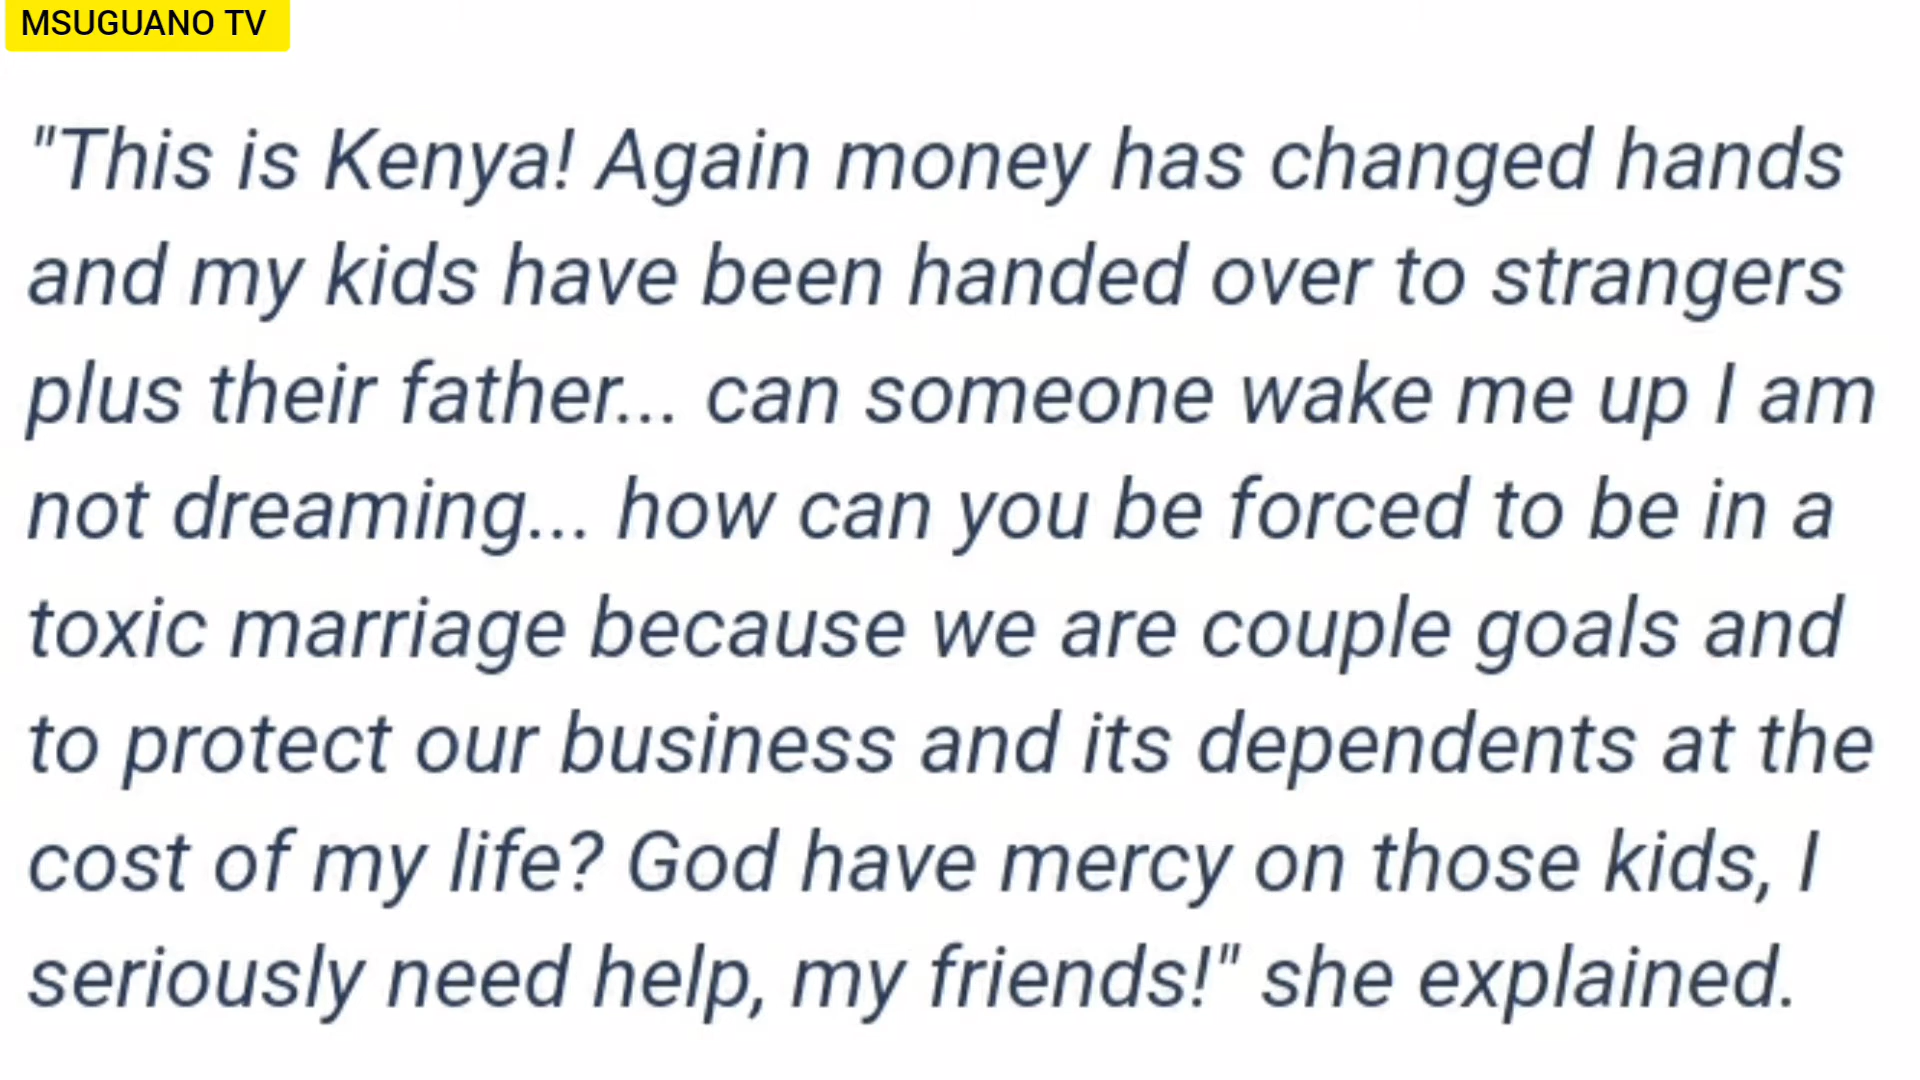 MSUGUANO TV
"This is Kenya! Again money has changed hands
and my kids have been handed over to strangers
plus their father... can someone wake me up I am
not dreaming... how can you be forced to be in a
toxic marriage because we are couple goals and
to protect our business and its dependents at the
cost of my life? God have mercy on those kids, I
seriously need help, my friends!" she explained.